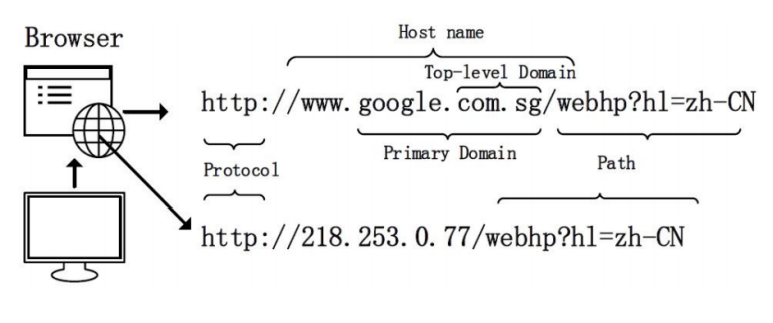 Browser
Host name
Top-level Domain
http://www.google.com.sg/webhp?hl=zh-CN
Protocol
Primary Domain
Path
http://218.253.0.77/webhp?hl=zh-CN